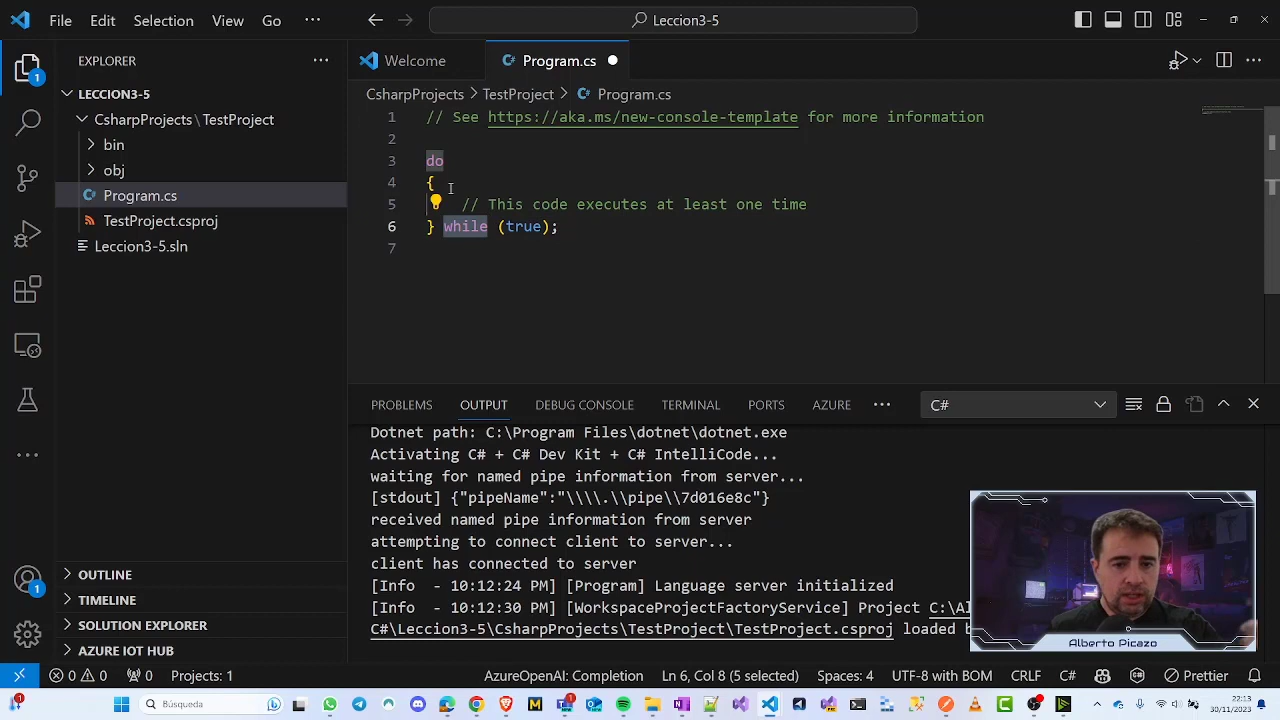 File Edit Selection View Go ··· Leccion3-5
EXPLORER ···
Welcome Program.cs
LECCION3-5
CsharpProjects \ TestProject
bin
obj
Program.cs
TestProject.csproj
Leccion3-5.sln
CsharpProjects > TestProject > Program.cs
1 // See https://aka.ms/new-console-template for more information
2
3 do
4 {
5 // This code executes at least one time
6 } while (true);
7
PROBLEMS OUTPUT DEBUG CONSOLE TERMINAL PORTS AZURE ··· C#
Dotnet path: C:\Program Files\dotnet\dotnet.exe
Activating C# + C# Dev Kit + C# IntelliCode...
waiting for named pipe information from server...
[stdout] {"pipeName":"\\\\.\\pipe\\7d016e8c"}
received named pipe information from server
attempting to connect client to server...
client has connected to server
[Info  - 10:12:24 PM] [Program] Language server initialized
[Info  - 10:12:30 PM] [WorkspaceProjectFactoryService] Project C:\Al
C#\Leccion3-5\CsharpProjects\TestProject\TestProject.csproj loaded b
Alberto Picazo
1
1
OUTLINE
TIMELINE
SOLUTION EXPLORER
AZURE IOT HUB
0 0 0 Projects: 1 AzureOpenAI: Completion Ln 6, Col 8 (5 selected) Spaces: 4 UTF-8 with BOM CRLF C# Prettier
Búsqueda
22:13
30/11/2023